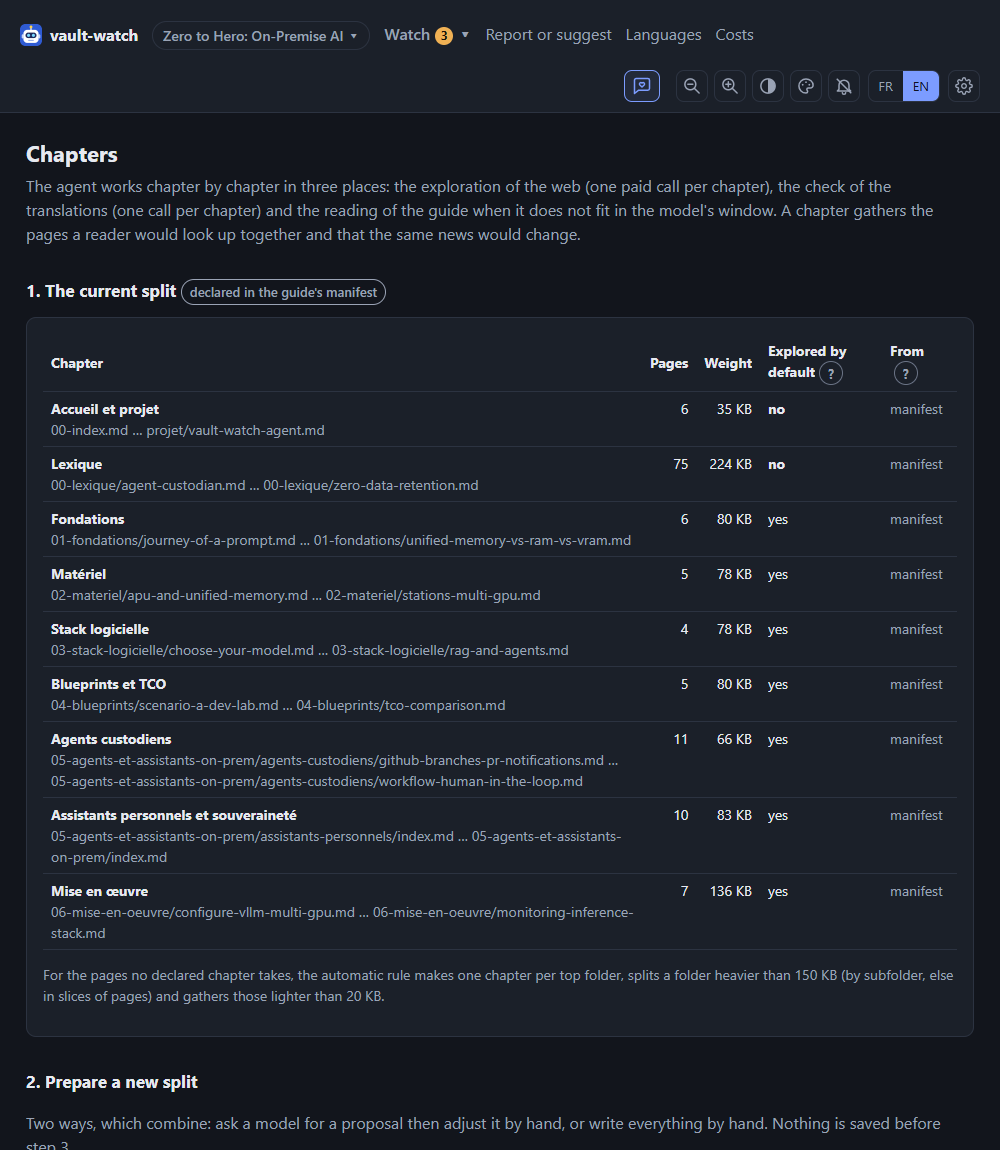 vault-watch
Zero to Hero: On-Premise AI
Watch 3
Report or suggest
Languages
Costs
FR
EN
Chapters
The agent works chapter by chapter in three places: the exploration of the web (one paid call per chapter), the check of the
translations (one call per chapter) and the reading of the guide when it does not fit in the model's window. A chapter gathers the
pages a reader would look up together and that the same news would change.
1. The current split declared in the guide's manifest
Chapter Pages Weight Explored by default ? From ?
Accueil et projet 6 35 KB no manifest
00-index.md ... projet/vault-watch-agent.md
Lexique 75 224 KB no manifest
00-lexique/agent-custodian.md ... 00-lexique/zero-data-retention.md
Fondations 6 80 KB yes manifest
01-fondations/journey-of-a-prompt.md ... 01-fondations/unified-memory-vs-ram-vs-vram.md
Matériel 5 78 KB yes manifest
02-materiel/apu-and-unified-memory.md ... 02-materiel/stations-multi-gpu.md
Stack logicielle 4 78 KB yes manifest
03-stack-logicielle/choose-your-model.md ... 03-stack-logicielle/rag-and-agents.md
Blueprints et TCO 5 80 KB yes manifest
04-blueprints/scenario-a-dev-lab.md ... 04-blueprints/tco-comparison.md
Agents custodiens 11 66 KB yes manifest
05-agents-et-assistants-on-prem/agents-custodiens/github-branches-pr-notifications.md ...
05-agents-et-assistants-on-prem/agents-custodiens/workflow-human-in-the-loop.md
Assistants personnels et souveraineté 10 83 KB yes manifest
05-agents-et-assistants-on-prem/assistants-personnels/index.md ... 05-agents-et-assistants-
on-prem/index.md
Mise en œuvre 7 136 KB yes manifest
06-mise-en-oeuvre/configure-vllm-multi-gpu.md ... 06-mise-en-oeuvre/monitoring-inference-
stack.md
For the pages no declared chapter takes, the automatic rule makes one chapter per top folder, splits a folder heavier than 150 KB (by subfolder, else
in slices of pages) and gathers those lighter than 20 KB.
2. Prepare a new split
Two ways, which combine: ask a model for a proposal then adjust it by hand, or write everything by hand. Nothing is saved before
step 3.